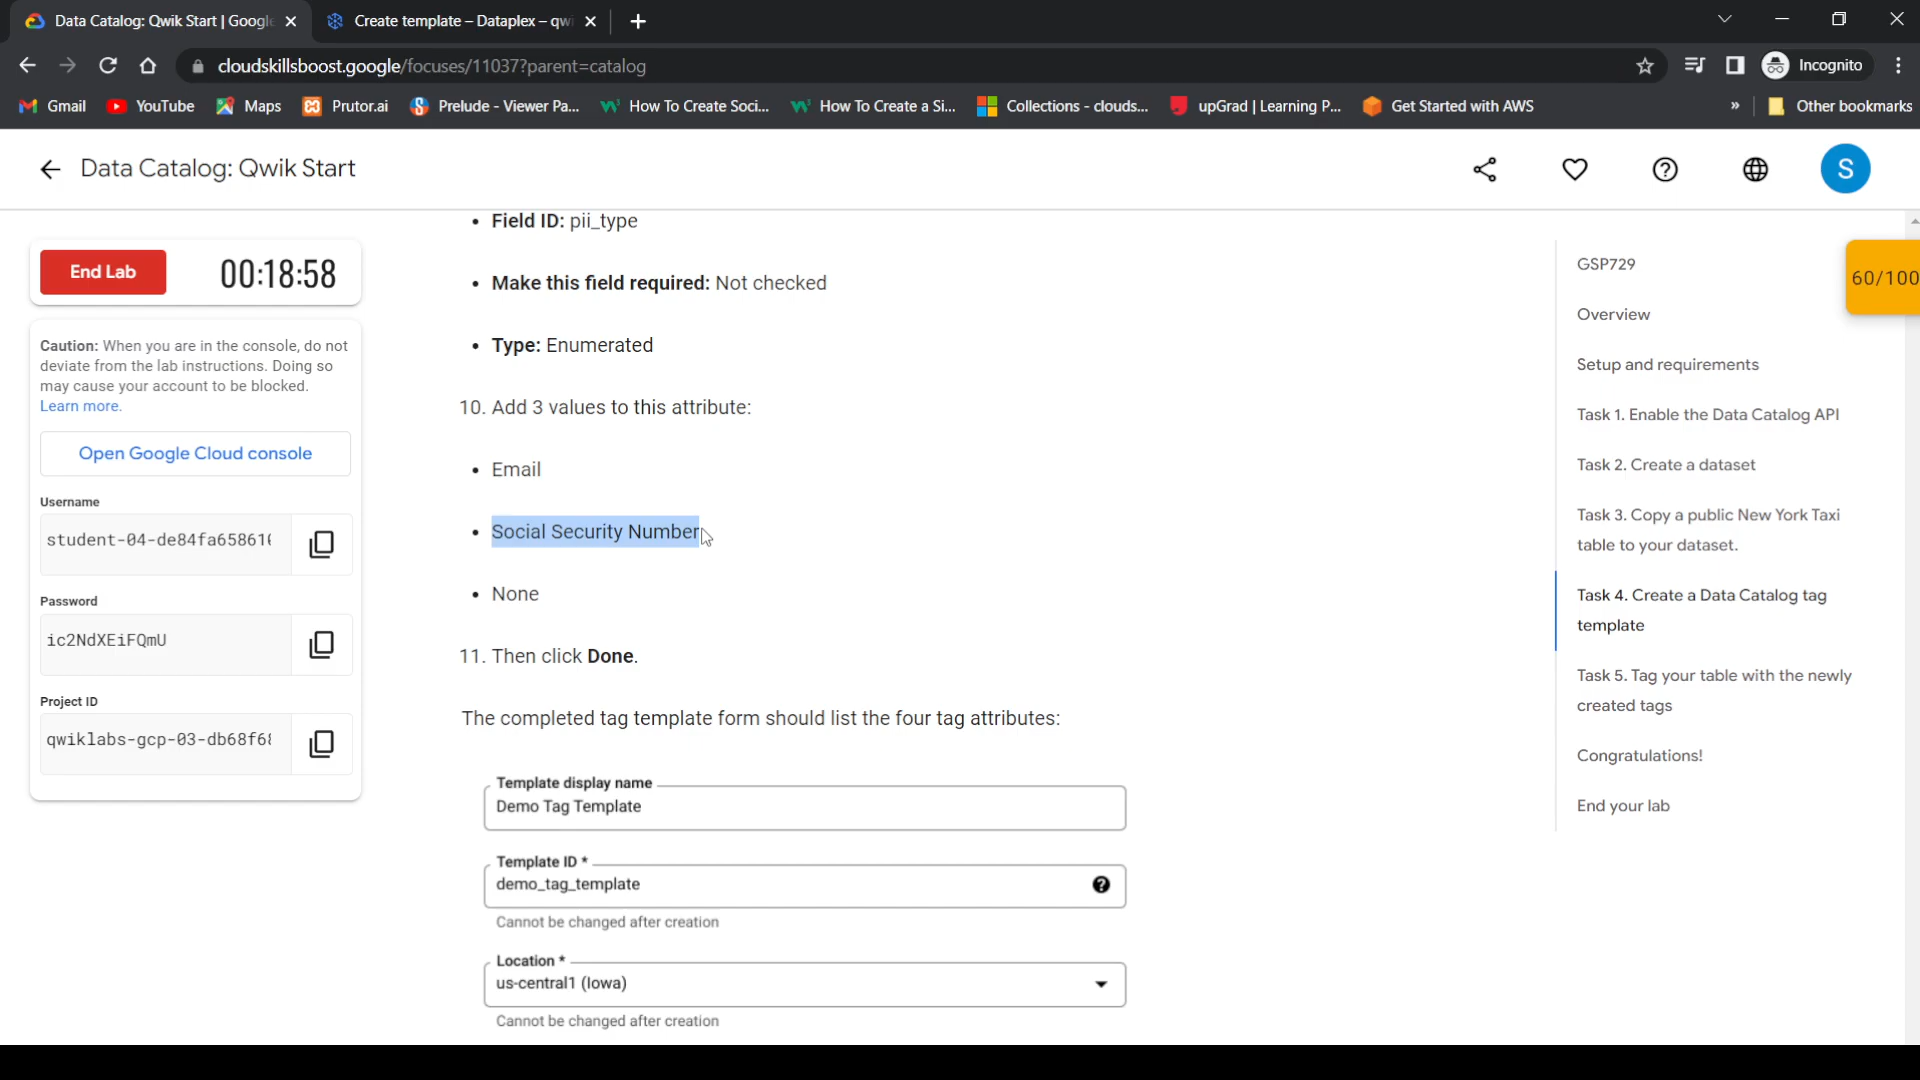 Data Catalog: Qwik Start | Google
Create template – Dataplex – qwi
cloudskillsboost.google/focuses/11037?parent=catalog
Incognito
Gmail
YouTube
Maps
Prutor.ai
Prelude - Viewer Pa...
How To Create Soci...
How To Create a Si...
Collections - clouds...
upGrad | Learning P...
Get Started with AWS
»
Other bookmarks
Data Catalog: Qwik Start
S
End Lab
00:18:58
Caution: When you are in the console, do not
deviate from the lab instructions. Doing so
may cause your account to be blocked.
Learn more.
Open Google Cloud console
Username
student-04-de84fa658616
Password
ic2NdXEiFQmU
Project ID
qwiklabs-gcp-03-db68f68
• Field ID: pii_type
• Make this field required: Not checked
• Type: Enumerated
10. Add 3 values to this attribute:
• Email
• Social Security Number
• None
11. Then click Done.
The completed tag template form should list the four tag attributes:
Template display name
Demo Tag Template
Template ID *
demo_tag_template
Cannot be changed after creation
Location *
us-central1 (Iowa)
Cannot be changed after creation
GSP729
Overview
Setup and requirements
Task 1. Enable the Data Catalog API
Task 2. Create a dataset
Task 3. Copy a public New York Taxi
table to your dataset.
Task 4. Create a Data Catalog tag
template
Task 5. Tag your table with the newly
created tags
Congratulations!
End your lab
60/100